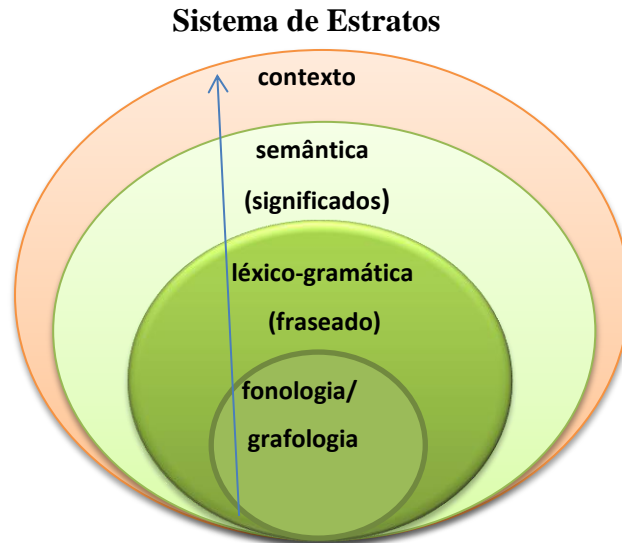 Sistema de Estratos
contexto
semântica
(significados)
léxico-gramática
(fraseado)
fonologia/
grafologia